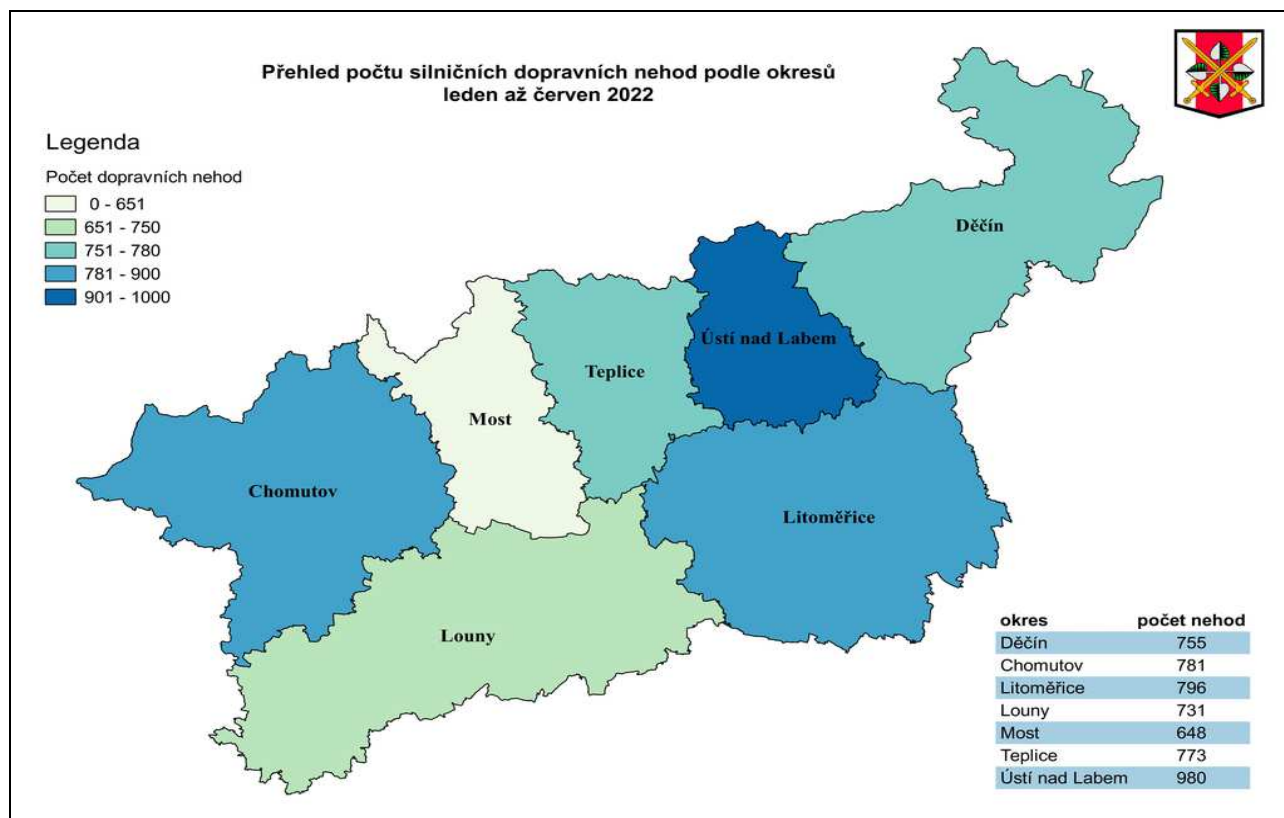 Přehled počtu silničních dopravních nehod podle okresů
leden až červen 2022
Legenda
Počet dopravních nehod
0 - 651
651 - 750
751 - 780
781 - 900
901 - 1000
Děčín
Ústí nad Labem
Teplice
Most
Chomutov
Litoměřice
Louny
okres počet nehod
Děčín 755
Chomutov 781
Litoměřice 796
Louny 731
Most 648
Teplice 773
Ústí nad Labem 980